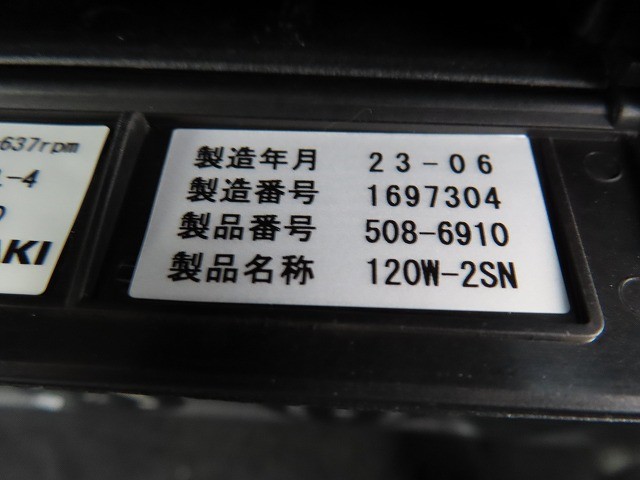 637rpm
-4
AKI
製造年月 23-06
製造番号 1697304
製品番号 508-6910
製品名称 120W-2SN